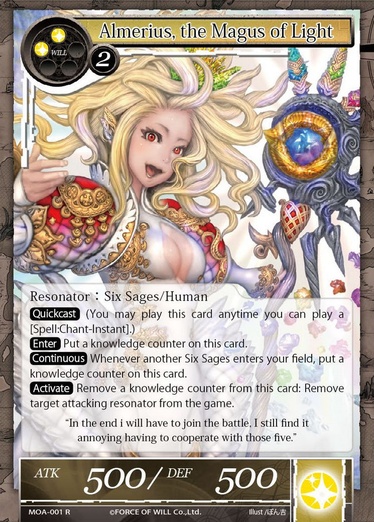 Almerius, the Magus of Light
WILL
2
Resonator : Six Sages/Human
Quickcast (You may play this card anytime you can play a
[Spell:Chant-Instant].)
Enter Put a knowledge counter on this card.
Continuous Whenever another Six Sages enters your field, put a
knowledge counter on this card.
Activate Remove a knowledge counter from this card: Remove
target attacking resonator from the game.
“In the end i will have to join the battle. I still find it
annoying having to cooperate with those five.”
ATK 500/ DEF 500
MOA-001 R ©FORCE OF WILL Co.,Ltd. Illust/ぽん吉